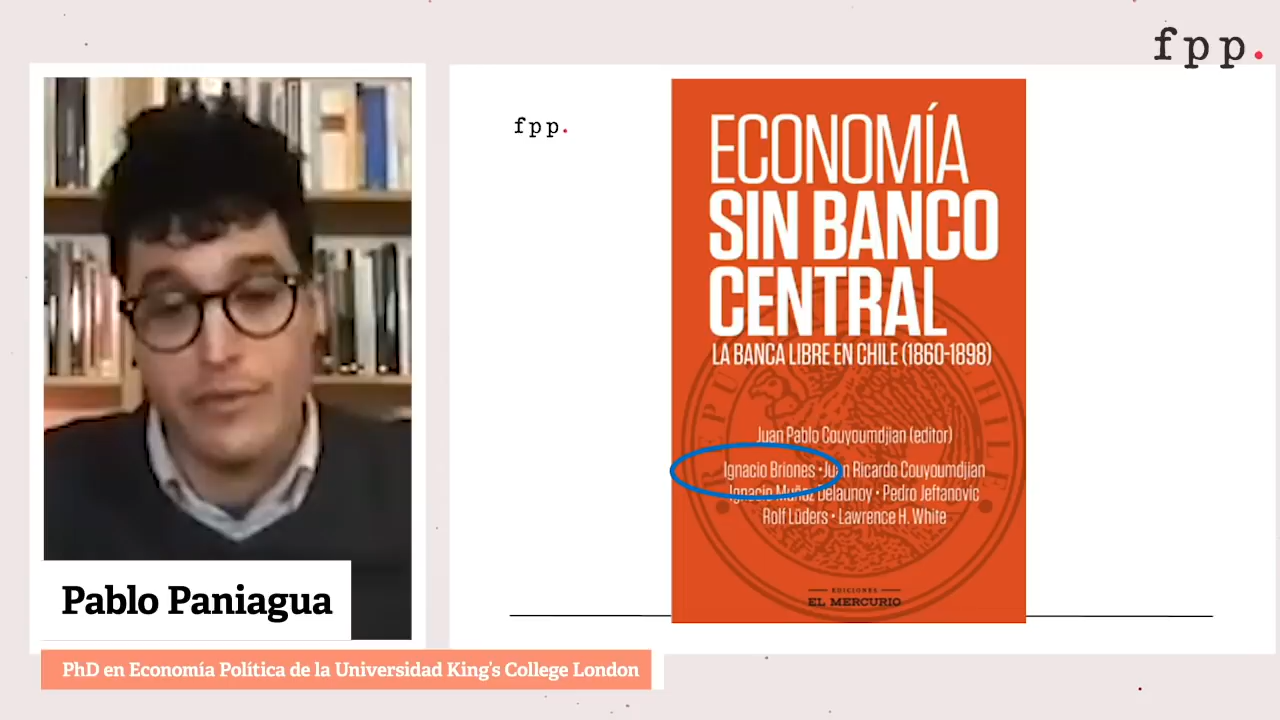 fpp.
fpp.
ECONOMÍA
SIN BANCO
CENTRAL
LA BANCA LIBRE EN CHILE (1860-1898)
REPUB
CHILE
Juan Pablo Couyoumdjian (editor)
Ignacio Briones • Juan Ricardo Couyoumdjian
Ignacio Muñoz Delaunoy • Pedro Jeftanovic
Rolf Lüders • Lawrence H. White
EDICIONES
EL MERCURIO
Pablo Paniagua
PhD en Economía Política de la Universidad King's College London